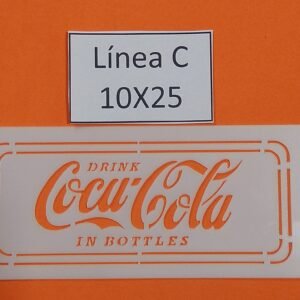 Línea C
10X25
DRINK
Coca-Cola
IN BOTTLES